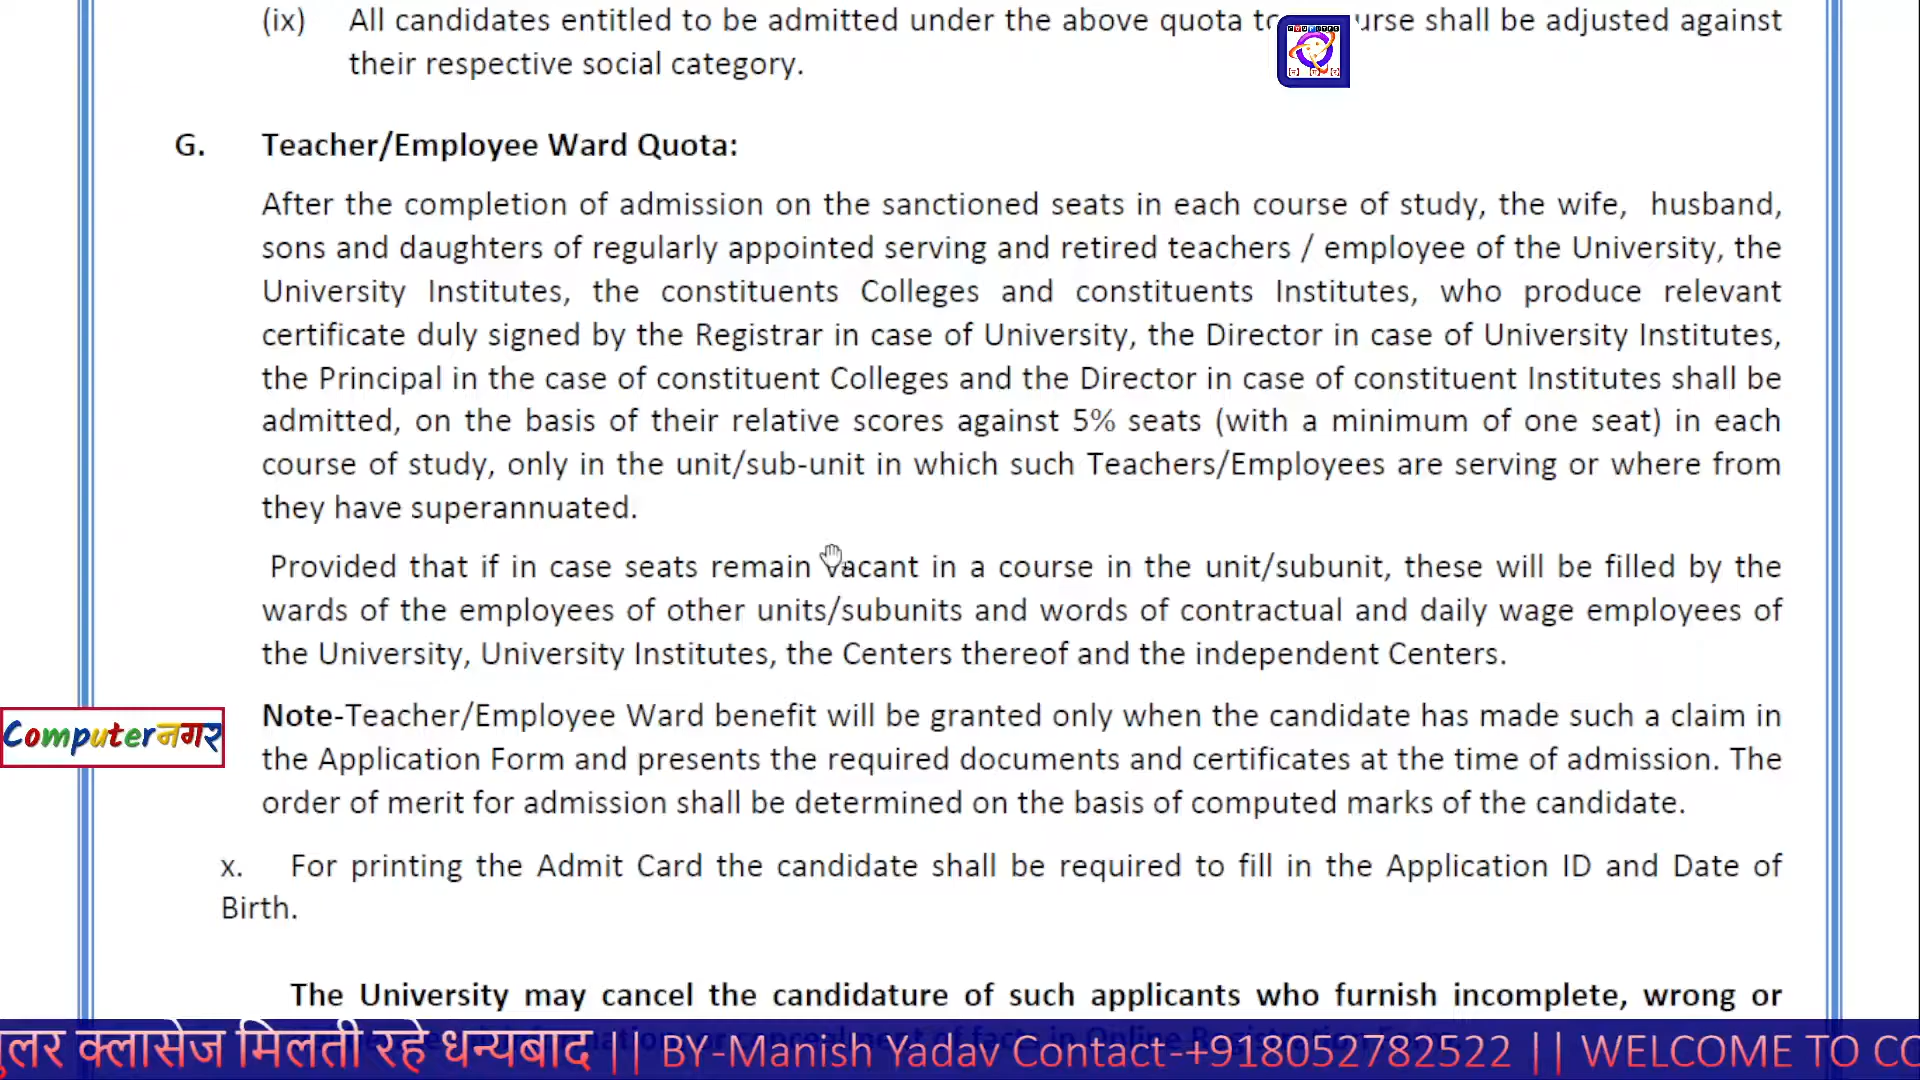 (ix) All candidates entitled to be admitted under the above quota to urse shall be adjusted against
their respective social category.
G. Teacher/Employee Ward Quota:
After the completion of admission on the sanctioned seats in each course of study, the wife, husband,
sons and daughters of regularly appointed serving and retired teachers / employee of the University, the
University Institutes, the constituents Colleges and constituents Institutes, who produce relevant
certificate duly signed by the Registrar in case of University, the Director in case of University Institutes,
the Principal in the case of constituent Colleges and the Director in case of constituent Institutes shall be
admitted, on the basis of their relative scores against 5% seats (with a minimum of one seat) in each
course of study, only in the unit/sub-unit in which such Teachers/Employees are serving or where from
they have superannuated.
Provided that if in case seats remain vacant in a course in the unit/subunit, these will be filled by the
wards of the employees of other units/subunits and words of contractual and daily wage employees of
the University, University Institutes, the Centers thereof and the independent Centers.
Computerनगर
Note-Teacher/Employee Ward benefit will be granted only when the candidate has made such a claim in
the Application Form and presents the required documents and certificates at the time of admission. The
order of merit for admission shall be determined on the basis of computed marks of the candidate.
x. For printing the Admit Card the candidate shall be required to fill in the Application ID and Date of
Birth.
The University may cancel the candidature of such applicants who furnish incomplete, wrong or
ुलर क्लासेज मिलती रहे धन्यबाद || BY-Manish Yadav Contact-+918052782522 || WELCOME TO CO